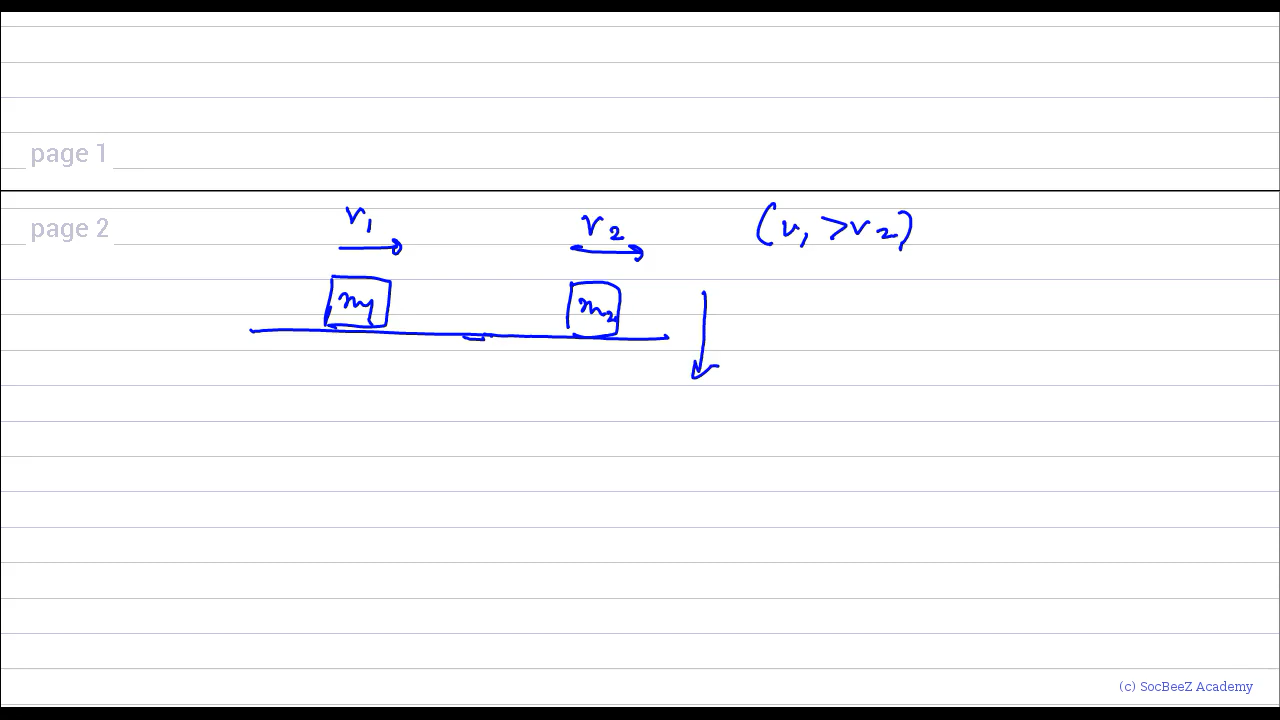 page 1
page 2
v₁ v₂ (v₁ > v₂)
m₁ m₂
(c) SocBeeZ Academy